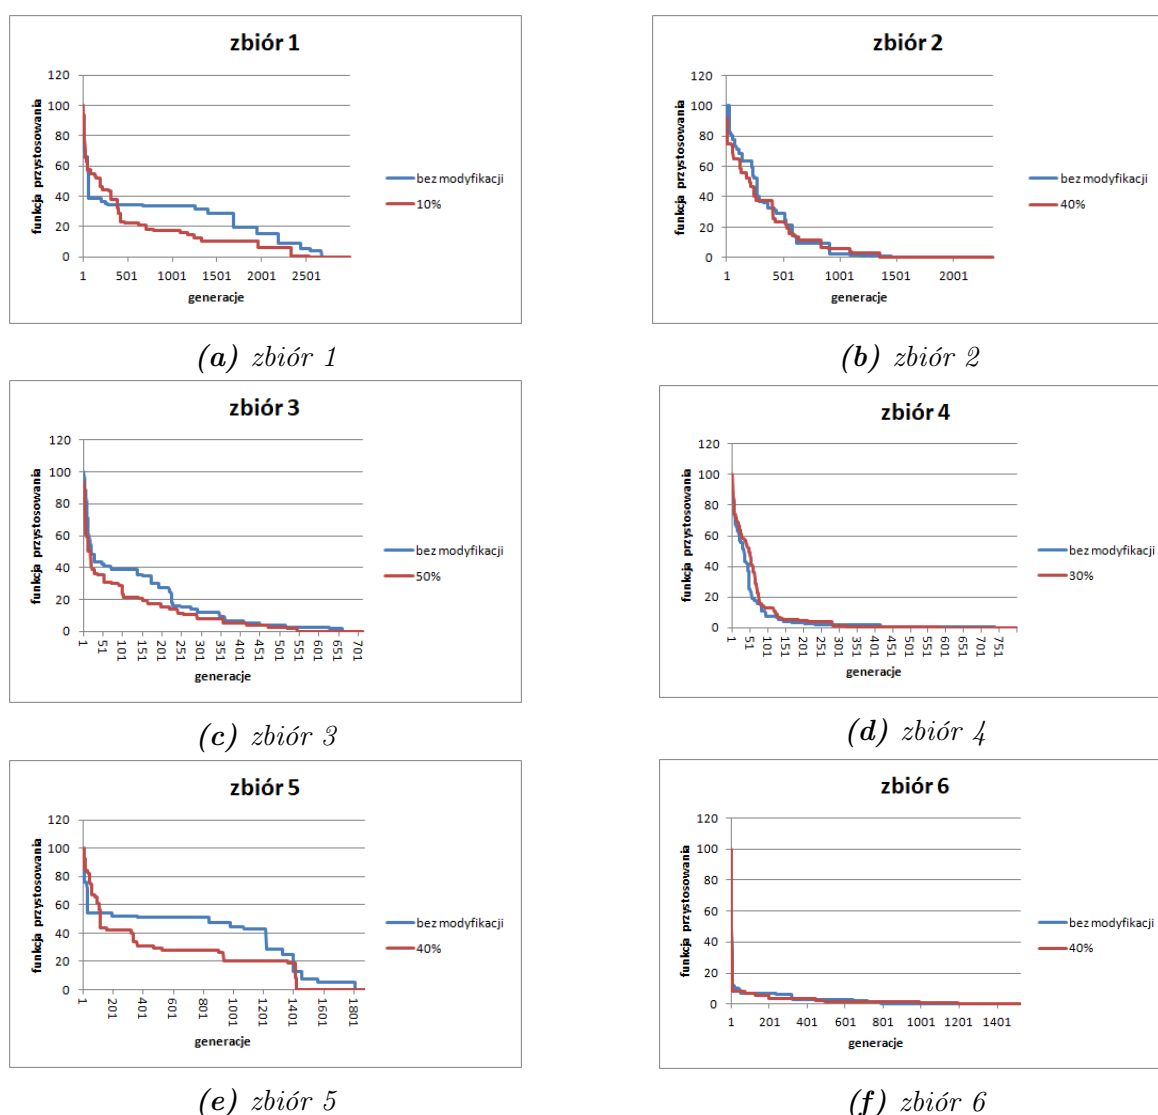 zbiór 1
funkcja przystosowania
120
100
80
60
40
20
0
1 501 1001 1501 2001 2501
generacje
bez modyfikacji
10%
(a) zbiór 1
zbiór 2
funkcja przystosowania
120
100
80
60
40
20
0
1 501 1001 1501 2001
generacje
bez modyfikacji
40%
(b) zbiór 2
zbiór 3
funkcja przystosowania
120
100
80
60
40
20
0
1 51 101 151 201 251 301 351 401 451 501 551 601 651 701
generacje
bez modyfikacji
50%
(c) zbiór 3
zbiór 4
funkcja przystosowania
120
100
80
60
40
20
0
1 51 101 151 201 251 301 351 401 451 501 551 601 651 701 751
generacje
bez modyfikacji
30%
(d) zbiór 4
zbiór 5
funkcja przystosowania
120
100
80
60
40
20
0
1 201 401 601 801 1001 1201 1401 1601 1801
generacje
bez modyfikacji
40%
(e) zbiór 5
zbiór 6
funkcja przystosowania
120
100
80
60
40
20
0
1 201 401 601 801 1001 1201 1401
generacje
bez modyfikacji
40%
(f) zbiór 6